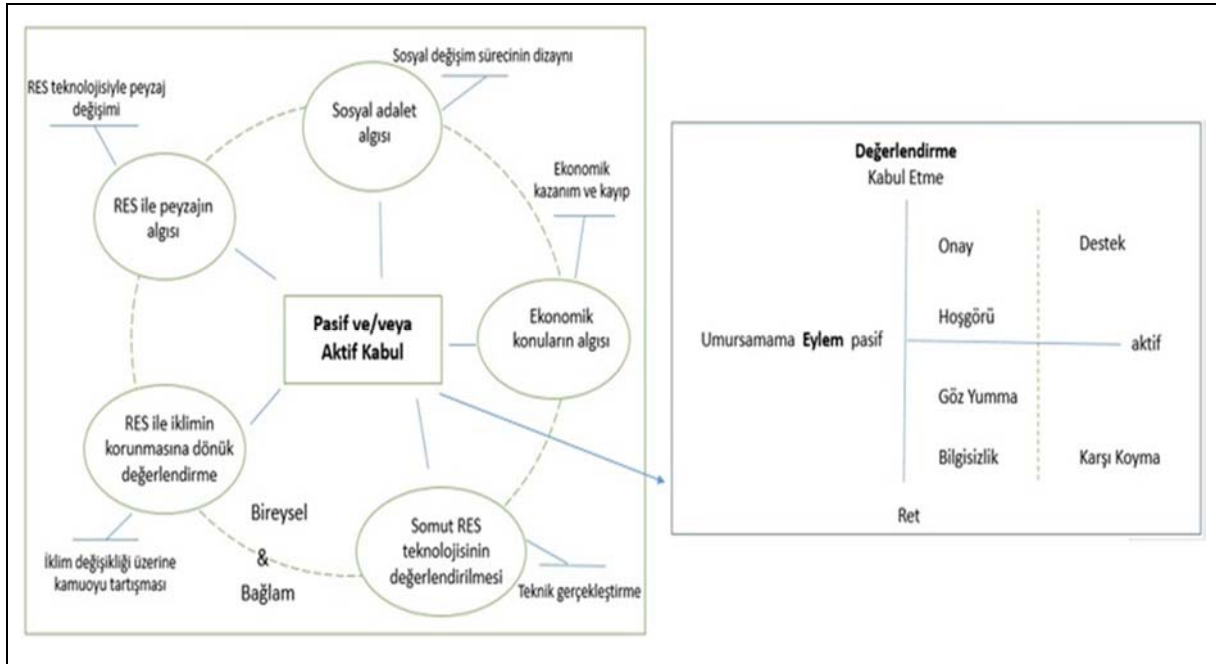 Sosyal değişim sürecinin dizaynı
RES teknolojisiyle peyzaj
değişimi
Sosyal adalet
algısı
Ekonomik
kazanım ve kayıp
RES ile peyzajın
algısı
Pasif ve/veya
Aktif Kabul
Ekonomik
konuların algısı
RES ile iklimin
korunmasına dönük
değerlendirme
Bireysel
&
Bağlam
Somut RES
teknolojisinin
değerlendirilmesi
İklim değişikliği üzerine
kamuoyu tartışması
Teknik gerçekleştirme
Değerlendirme
Kabul Etme
Onay
Destek
Hoşgörü
Umursamama Eylem pasif
aktif
Göz Yumma
Bilgisizlik
Karşı Koyma
Ret